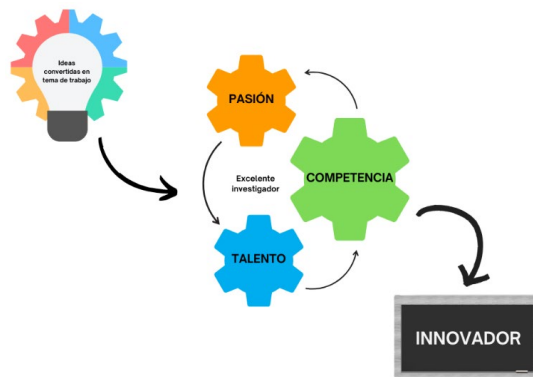 Ideas
convertidas en
tema de trabajo
PASIÓN
COMPETENCIA
Excelente
investigador
TALENTO
INNOVADOR